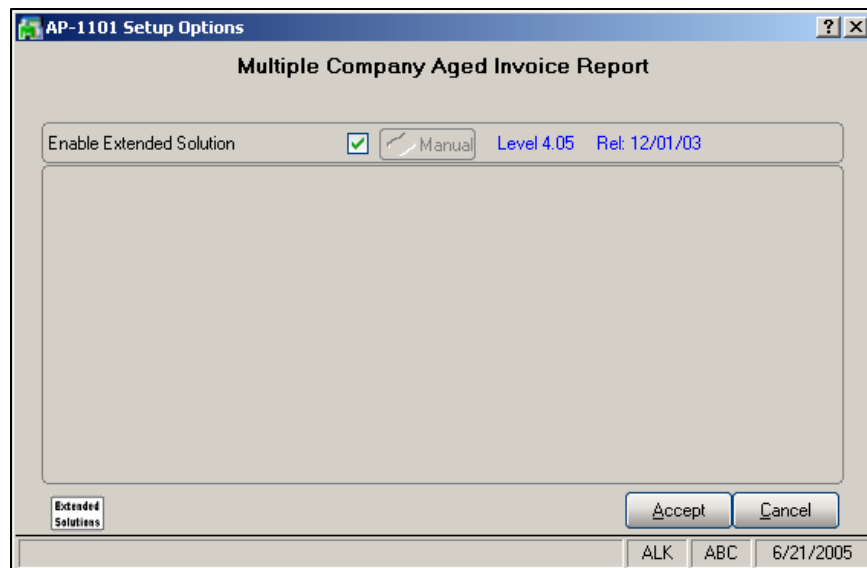 AP-1101 Setup Options ? X
Multiple Company Aged Invoice Report
Enable Extended Solution Manual Level 4.05 Rel: 12/01/03
Extended
Solutions
Accept Cancel
ALK ABC 6/21/2005